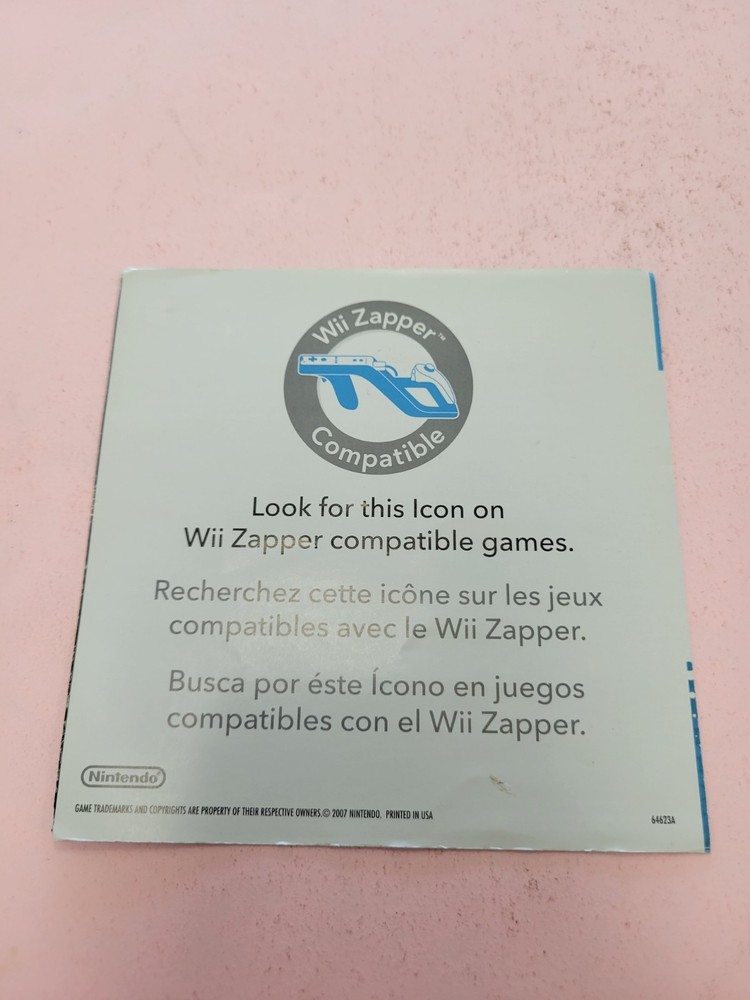 Wii Zapper™
Compatible
Look for this Icon on
Wii Zapper compatible games.
Recherchez cette icône sur les jeux
compatibles avec le Wii Zapper.
Busca por éste Ícono en juegos
compatibles con el Wii Zapper.
Nintendo®
GAME TRADEMARKS AND COPYRIGHTS ARE PROPERTY OF THEIR RESPECTIVE OWNERS.© 2007 NINTENDO. PRINTED IN USA
64623A